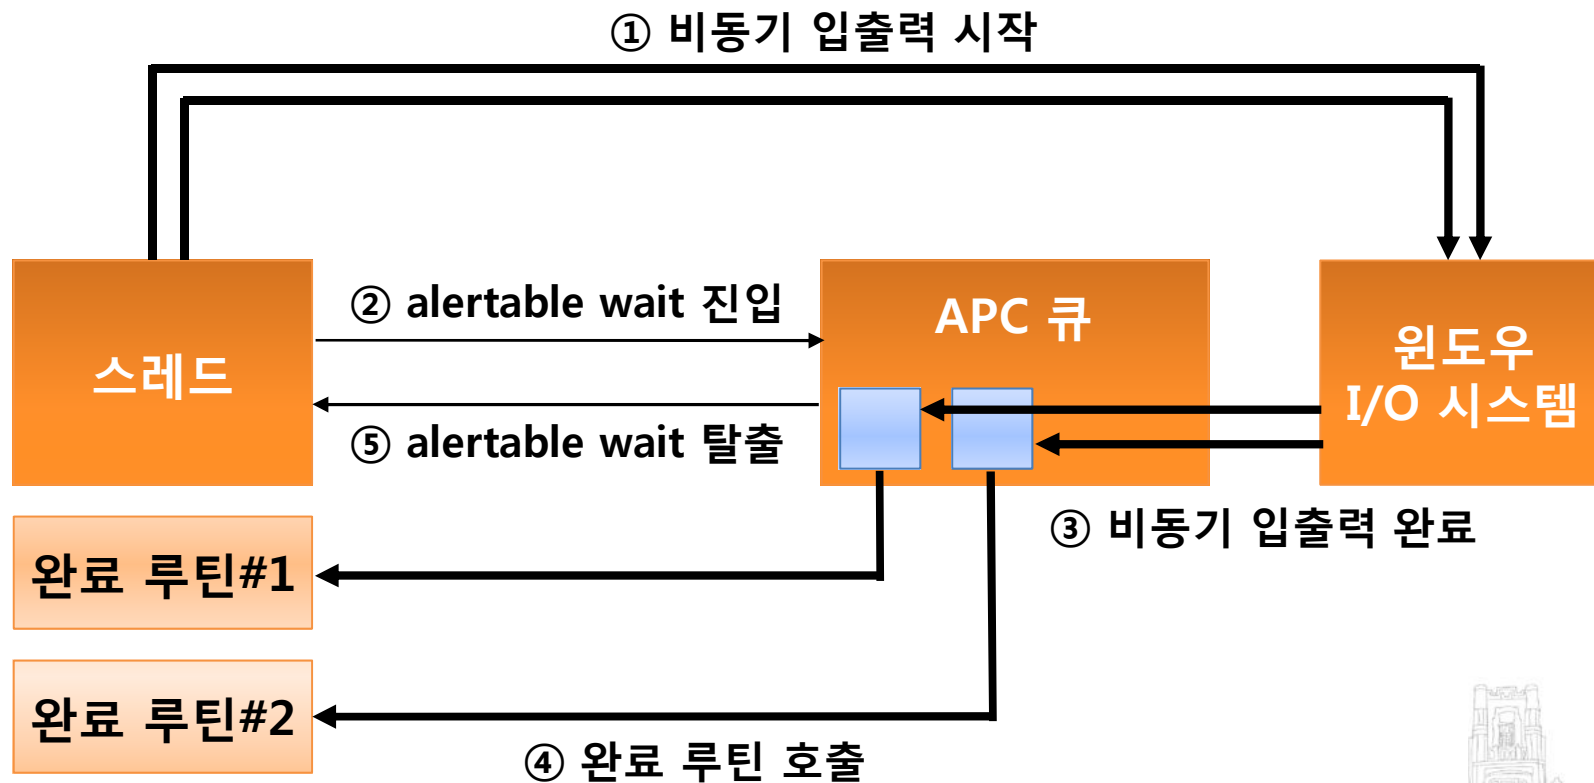 ① 비동기 입출력 시작
스레드
② alertable wait 진입
⑤ alertable wait 탈출
APC 큐
윈도우
I/O 시스템
③ 비동기 입출력 완료
완료 루틴#1
완료 루틴#2
④ 완료 루틴 호출